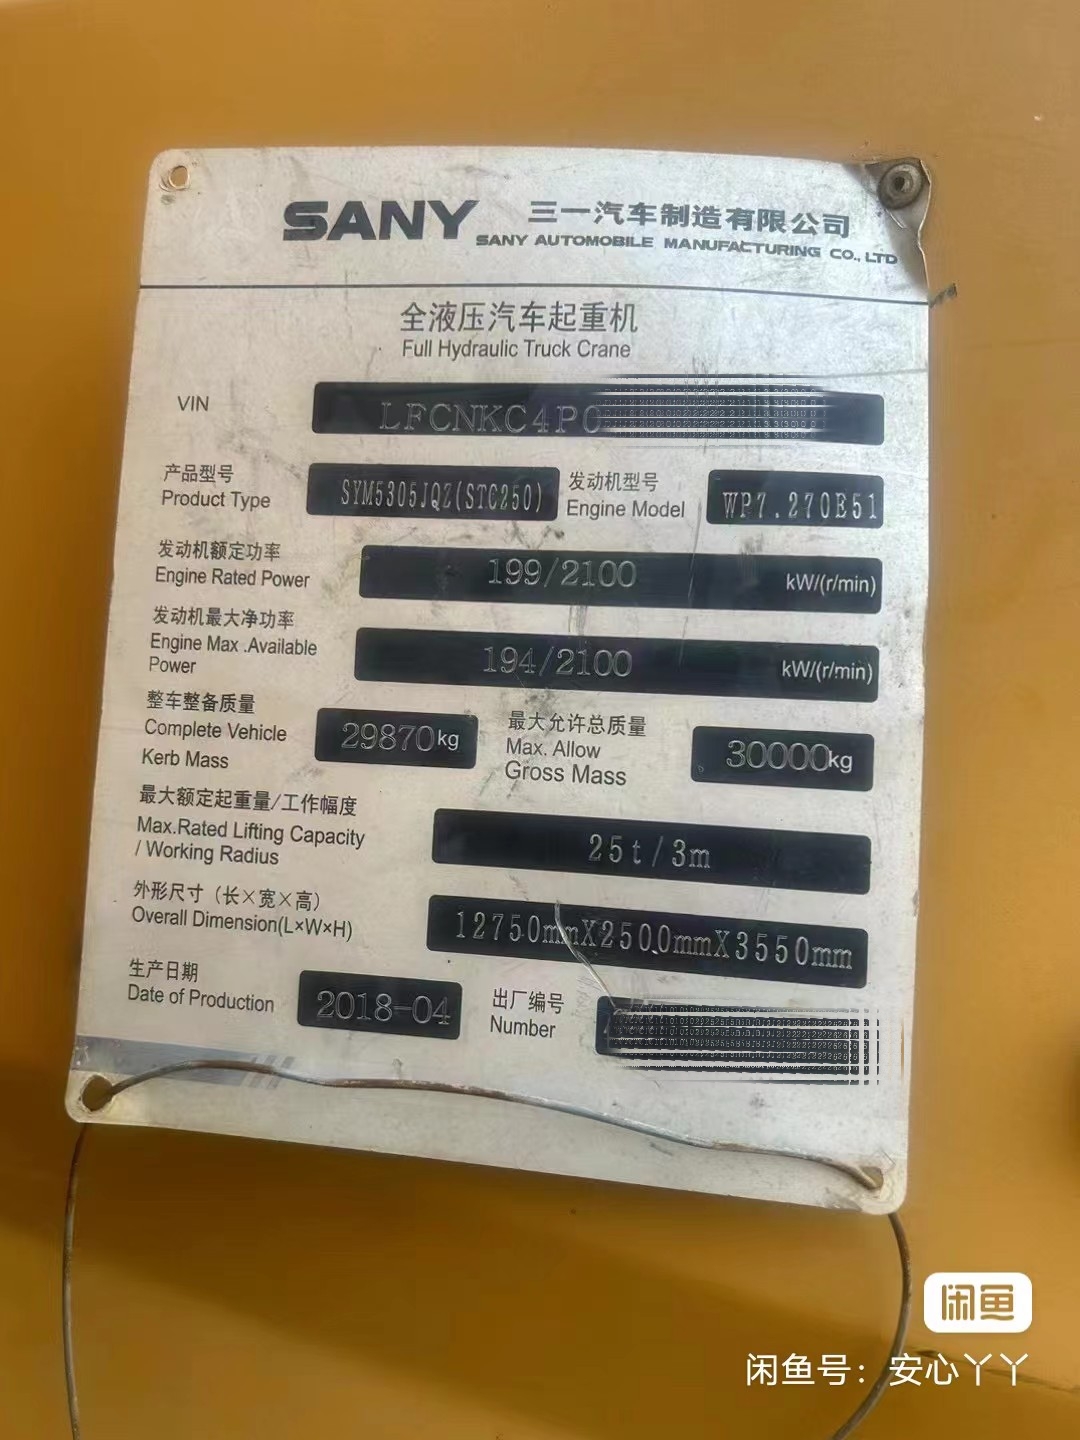 SANY 三一汽车制造有限公司
SANY AUTOMOBILE MANUFACTURING CO., LTD
全液压汽车起重机
Full Hydraulic Truck Crane
VIN LFCNKC4P
产品型号 发动机型号
Product Type SYM5305JQZ(STC250) Engine Model WP7.270E51
发动机额定功率
Engine Rated Power 199/2100 kW/(r/min)
发动机最大净功率
Engine Max .Available
Power 194/2100 kW/(r/min)
整车整备质量 最大允许总质量
Complete Vehicle 29870kg Max. Allow 30000kg
Kerb Mass Gross Mass
最大额定起重量/工作幅度
Max.Rated Lifting Capacity
/ Working Radius 25t/3m
外形尺寸（长×宽×高）
Overall Dimension(L×W×H) 12750mmX2500mmX3550mm
生产日期 出厂编号
Date of Production 2018-04 Number
闲鱼
闲鱼号：安心丫丫